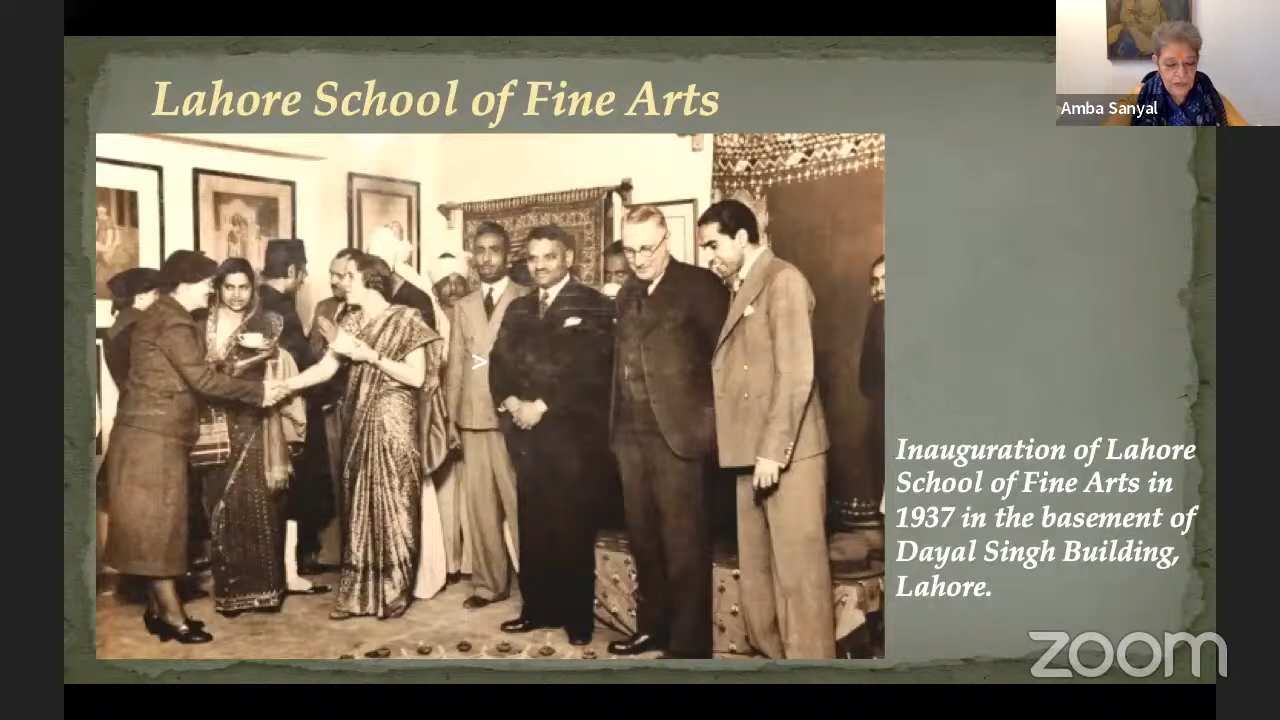 Lahore School of Fine Arts
Amba Sanyal
>
Inauguration of Lahore
School of Fine Arts in
1937 in the basement of
Dayal Singh Building,
Lahore.
zoom